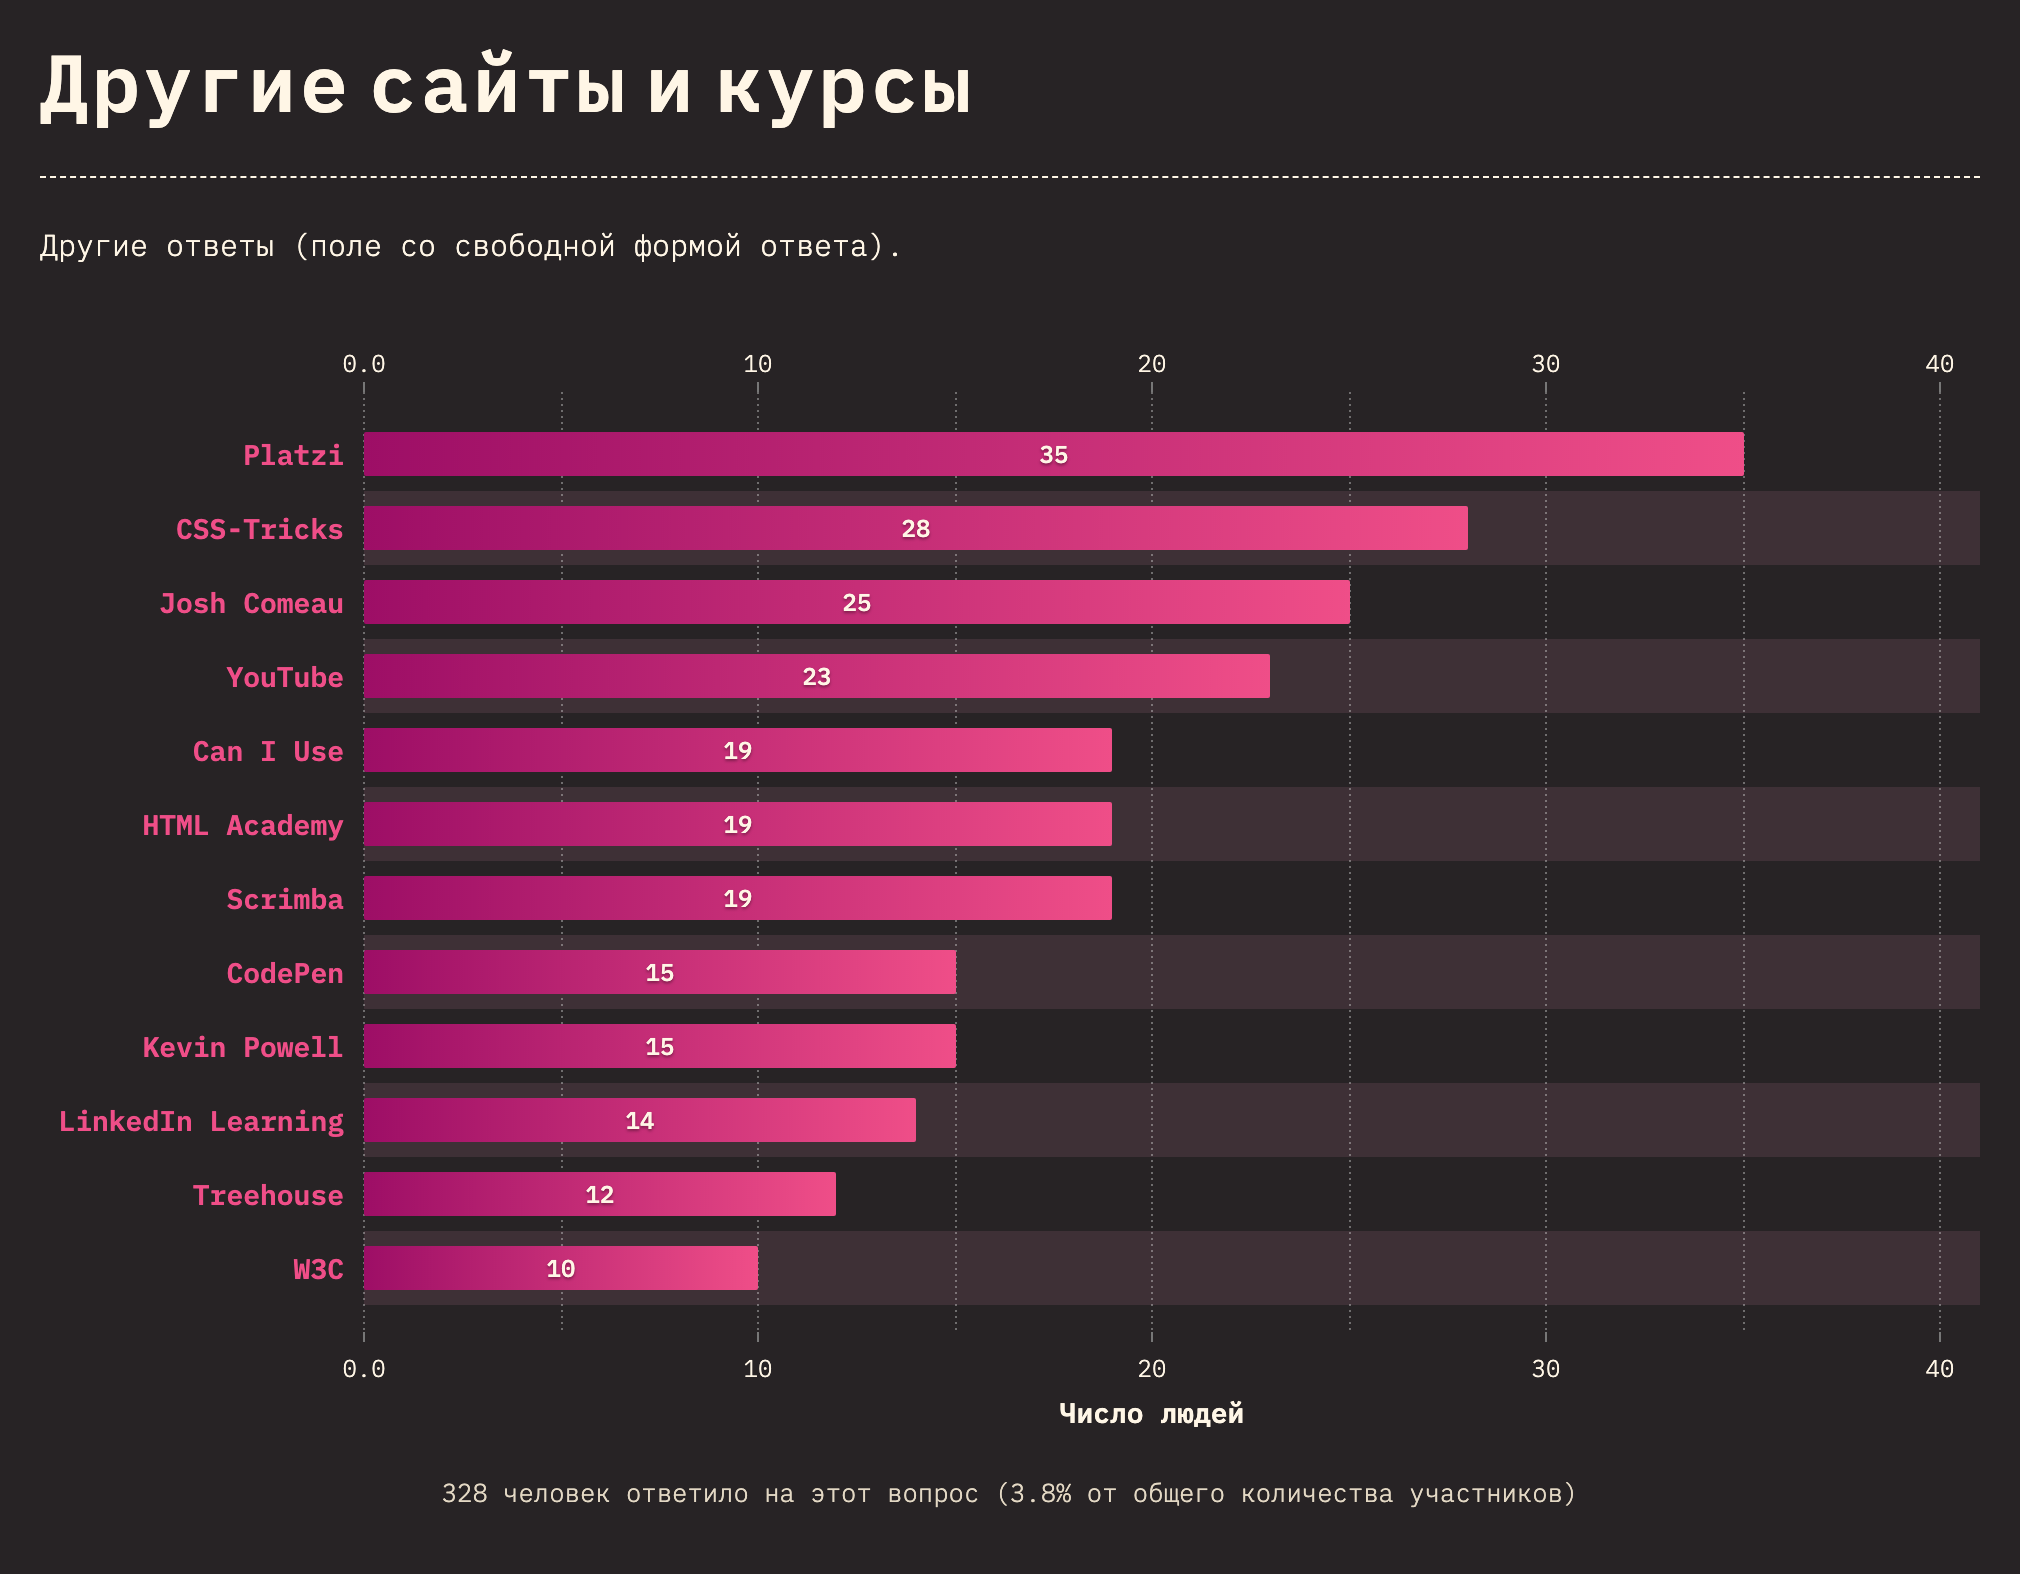 Другие сайты и курсы
Другие ответы (поле со свободной формой ответа).
0.0 10 20 30 40
Platzi 35
CSS-Tricks 28
Josh Comeau 25
YouTube 23
Can I Use 19
HTML Academy 19
Scrimba 19
CodePen 15
Kevin Powell 15
LinkedIn Learning 14
Treehouse 12
W3C 10
0.0 10 20 30 40
Число людей
328 человек ответило на этот вопрос (3.8% от общего количества участников)